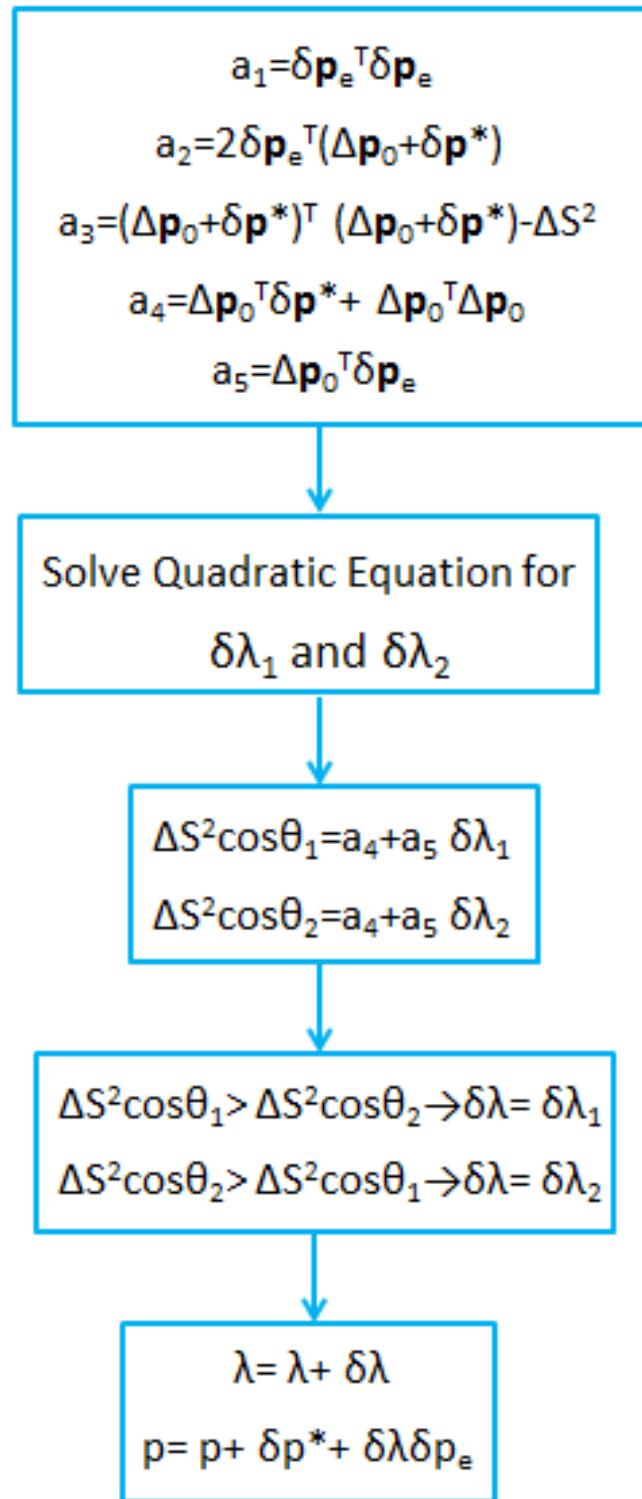 a₁=δpₑᵀδpₑ
a₂=2δpₑᵀ(Δp₀+δp*)
a₃=(Δp₀+δp*)ᵀ (Δp₀+δp*)-ΔS²
a₄=Δp₀ᵀδp*+ Δp₀ᵀΔp₀
a₅=Δp₀ᵀδpₑ
Solve Quadratic Equation for
δλ₁ and δλ₂
ΔS²cosθ₁=a₄+a₅ δλ₁
ΔS²cosθ₂=a₄+a₅ δλ₂
ΔS²cosθ₁> ΔS²cosθ₂→δλ= δλ₁
ΔS²cosθ₂> ΔS²cosθ₁→δλ= δλ₂
λ= λ+ δλ
p= p+ δp*+ δλδpₑ